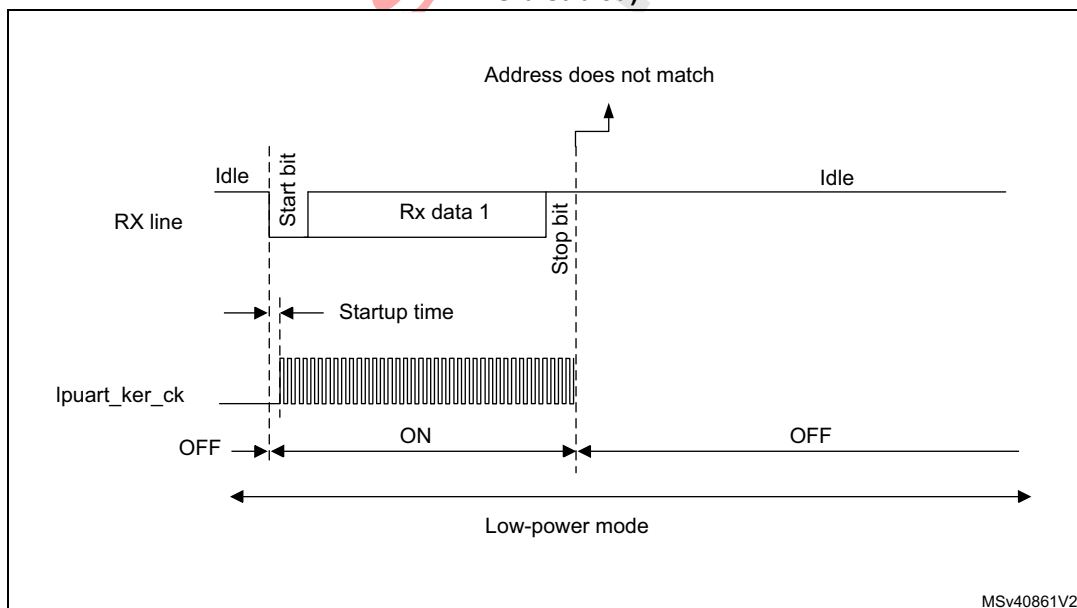 Address does not match
Idle
Start bit
Idle
RX line
Rx data 1
Stop bit
Startup time
lpuart_ker_ck
OFF
ON
OFF
Low-power mode
MSv40861V2